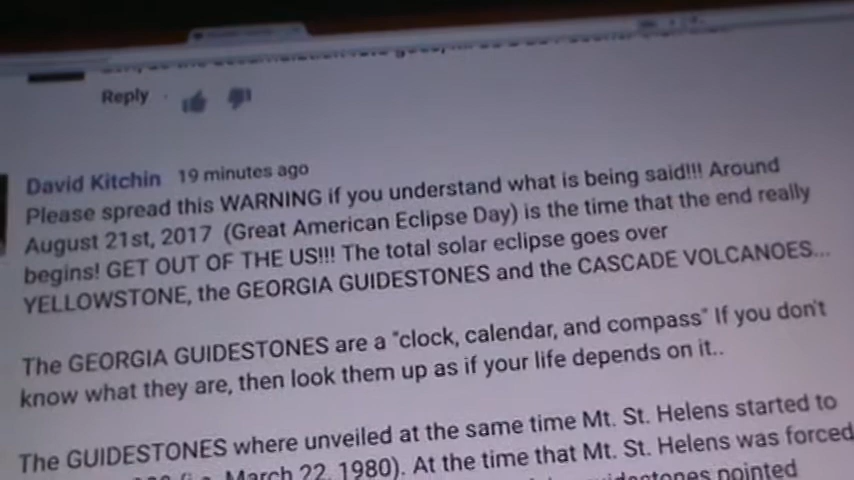 Reply
David Kitchin 19 minutes ago
Please spread this WARNING if you understand what is being said!!! Around
August 21st, 2017 (Great American Eclipse Day) is the time that the end really
begins! GET OUT OF THE US!!! The total solar eclipse goes over
YELLOWSTONE, the GEORGIA GUIDESTONES and the CASCADE VOLCANOES...
The GEORGIA GUIDESTONES are a "clock, calendar, and compass" If you don't
know what they are, then look them up as if your life depends on it..
The GUIDESTONES where unveiled at the same time Mt. St. Helens started to
March 22, 1980). At the time that Mt. St. Helens was forced
guidestones pointed